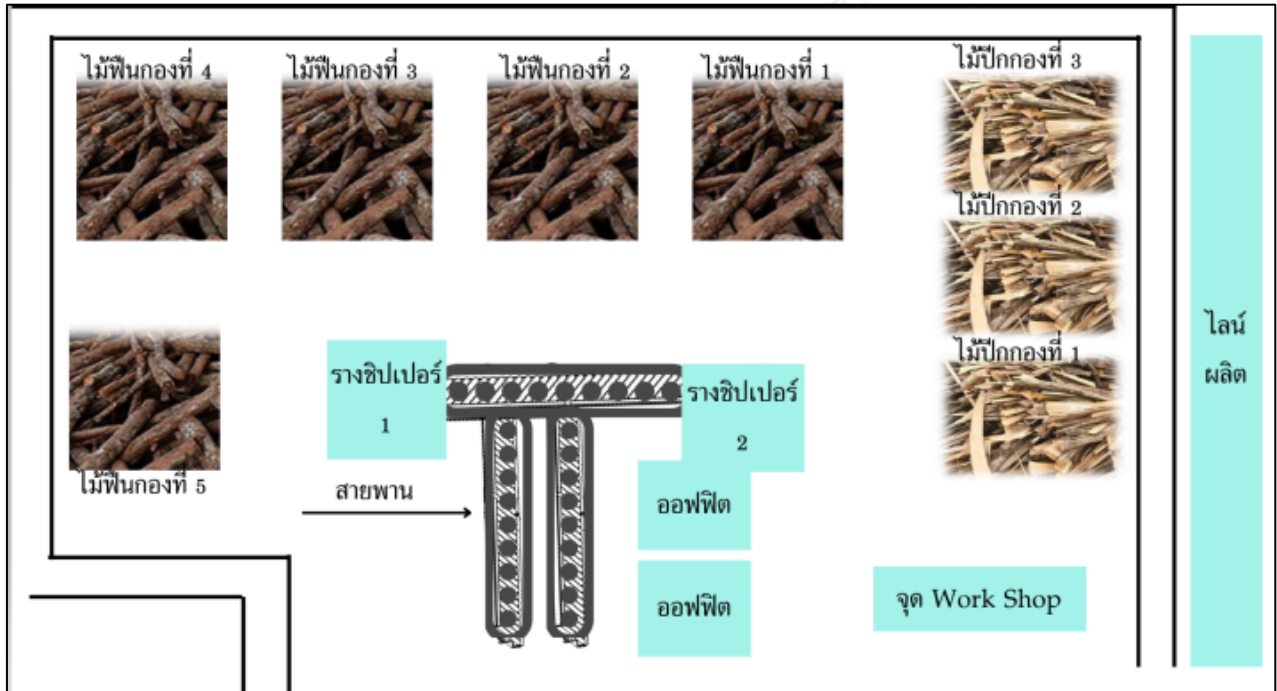 ไม้ฟืนกองที่ 4
ไม้ฟืนกองที่ 3
ไม้ฟืนกองที่ 2
ไม้ฟืนกองที่ 1
ไม้ปีกกองที่ 3
ไม้ปีกกองที่ 2
ไม้ปีกกองที่ 1
ไลน์
ผลิต
รางชิปเปอร์
1
รางชิปเปอร์
2
ไม้ฟืนกองที่ 5
สายพาน
ออฟฟิต
ออฟฟิต
จุด Work Shop